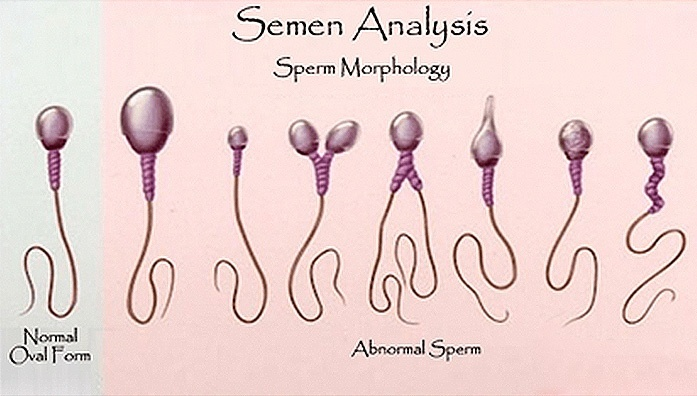 Semen Analysis
Sperm Morphology
Normal
Oval Form
Abnormal Sperm